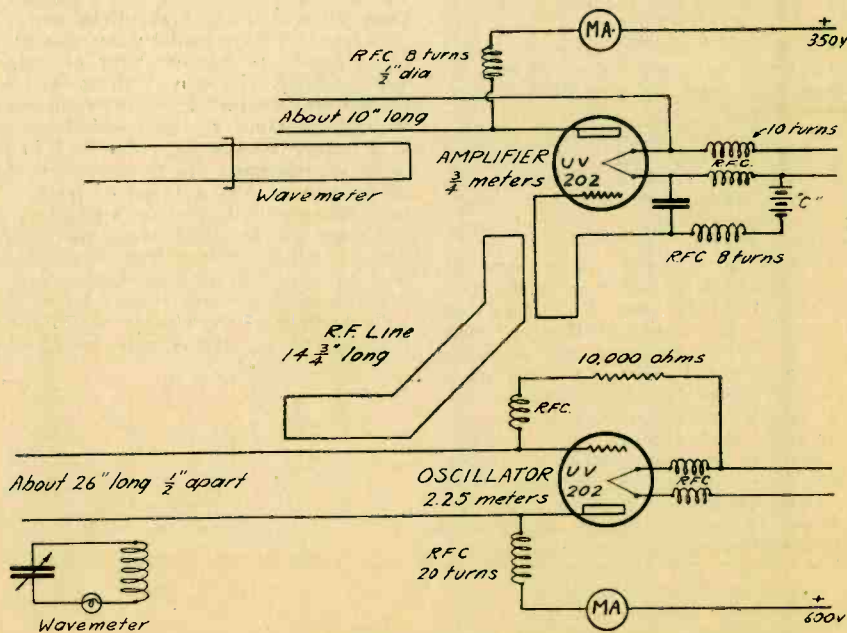 MA.
+
350v
R.F.C 8 turns
1/2" dia
About 10" long
10 turns
R.F.C.
AMPLIFIER
3/4 meters
UV
202
Wavemeter
"C"
RFC 8 turns
R.F. Line
14 3/4" long
10,000 ohms
RFC.
About 26" long 1/2" apart
OSCILLATOR
2.25 meters
UV
202
RFC
RFC
20 turns
MA
+
600v
Wavemeter